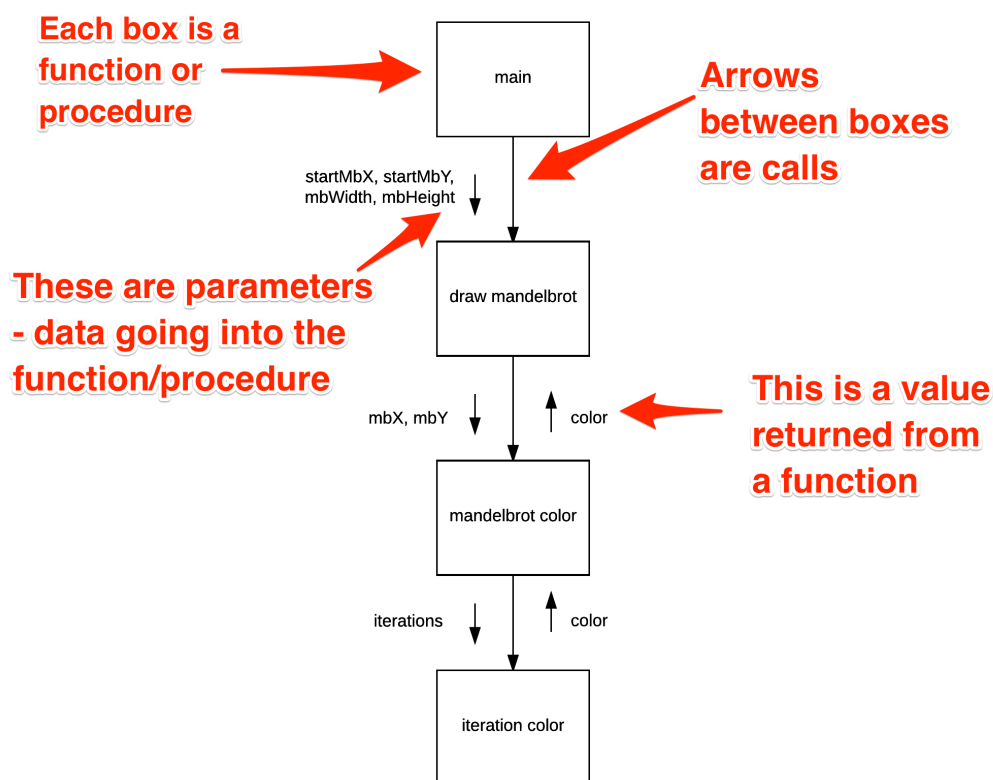 Each box is a
function or
procedure
main
Arrows
between boxes
are calls
startMbX, startMbY,
mbWidth, mbHeight
These are parameters
- data going into the
function/procedure
draw mandelbrot
mbX, mbY
color
This is a value
returned from
a function
mandelbrot color
iterations
color
iteration color